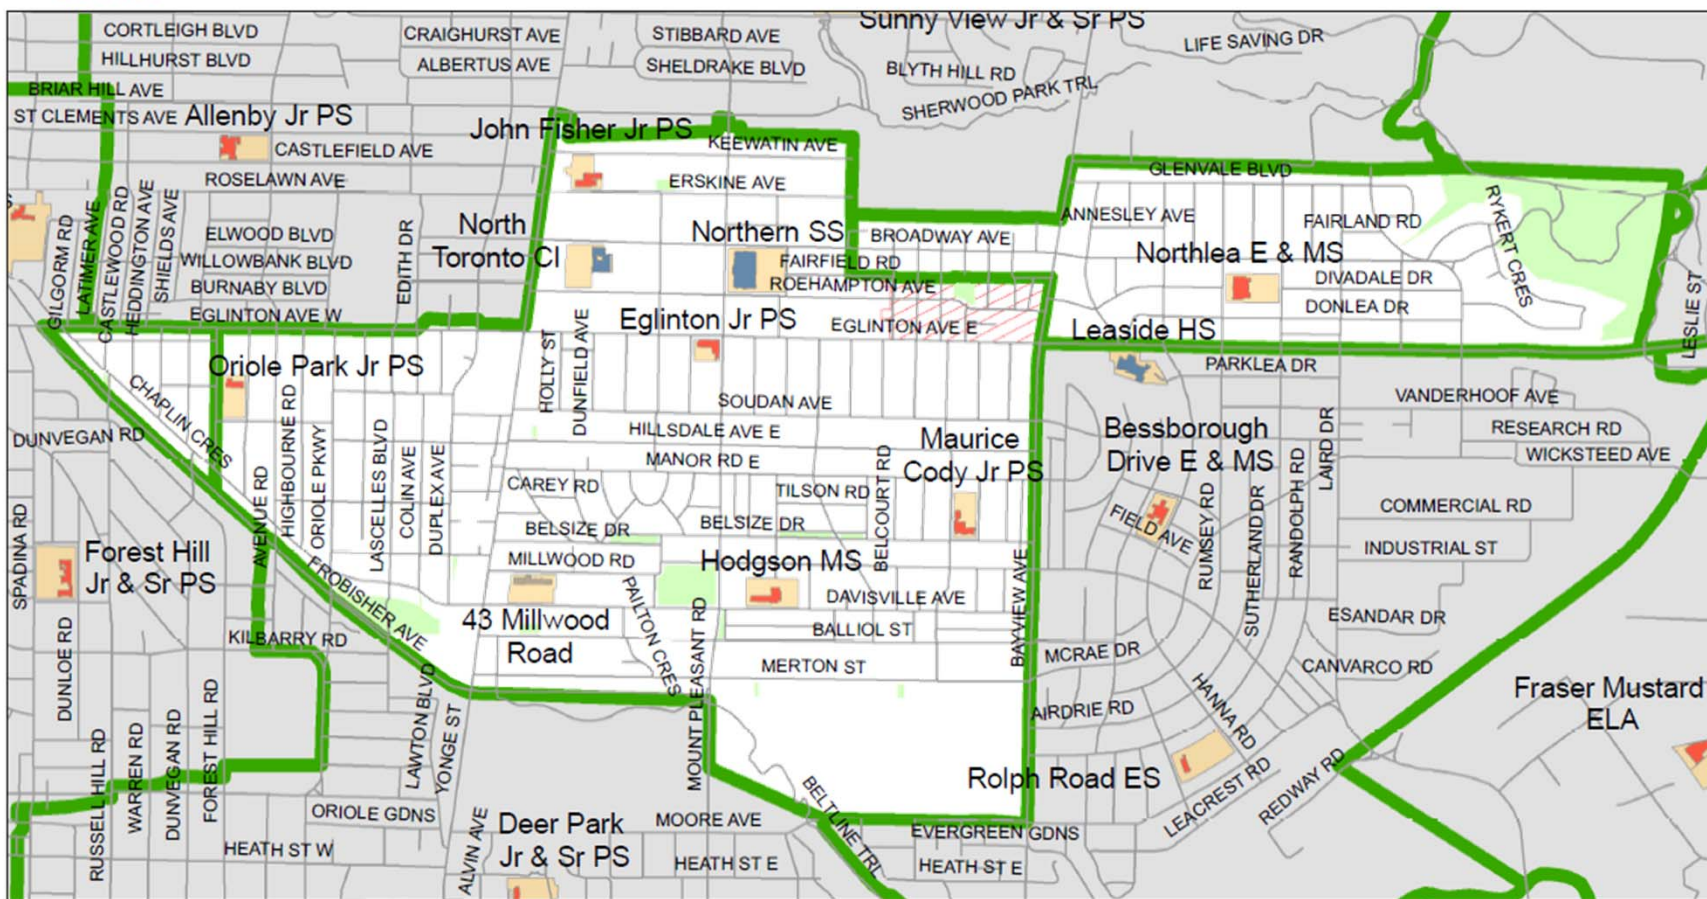 Sunny View Jr & Sr PS
CORTLEIGH BLVD
CRAIGHURST AVE
STIBBARD AVE
LIFE SAVING DR
HILLHURST BLVD
ALBERTUS AVE
SHELDRAKE BLVD
BLYTH HILL RD
BRIAR HILL AVE
SHERWOOD PARK TRL
ST CLEMENTS AVE
Allenby Jr PS
John Fisher Jr PS
KEEWATIN AVE
CASTLEFIELD AVE
GLENVALE BLVD
ROSELAWN AVE
ERSKINE AVE
RYKERT CRES
GILGORM RD
LATIMER AVE
CASTLEWOOD RD
HEDDINGTON AVE
SHIELDS AVE
ELWOOD BLVD
EDITH DR
North
Toronto CI
Northern SS
BROADWAY AVE
ANNESLEY AVE
FAIRLAND RD
Northlea E & MS
WILLOWBANK BLVD
FAIRFIELD RD
DIVADALE DR
BURNABY BLVD
ROEHAMPTON AVE
DONLEA DR
EGLINTON AVE W
Eglinton Jr PS
EGLINTON AVE E
Leaside HS
LESLIE ST
Oriole Park Jr PS
HOLLY ST
DUNFIELD AVE
PARKLEA DR
CHAPLIN CRES
SOUDAN AVE
VANDERHOOF AVE
DUNVEGAN RD
HILLSDALE AVE E
Maurice
Cody Jr PS
Bessborough
Drive E & MS
RESEARCH RD
WICKSTEED AVE
MANOR RD E
AVENUE RD
HIGHBOURNE RD
ORIOLE PKWY
LASCELLES BLVD
COLIN AVE
DUPLEX AVE
CAREY RD
TILSON RD
BELCOURT RD
LAIRD DR
RANDOLPH RD
SUTHERLAND DR
RUMSEY RD
COMMERCIAL RD
SPADINA RD
BELSIZE DR
BELSIZE DR
FIELD AVE
INDUSTRIAL ST
Forest Hill
Jr & Sr PS
MILLWOOD RD
Hodgson MS
FROBISHER AVE
PAILTON CRES
DAVISVILLE AVE
BAYVIEW AVE
43 Millwood
Road
BALLIOL ST
ESANDAR DR
KILBARRY RD
MERTON ST
MCRAE DR
CANVARCO RD
DUNLOE RD
MOUNT PLEASANT RD
HANNA RD
Fraser Mustard
ELA
AIRDRIE RD
LAWTON BLVD
YONGE ST
RUSSELL HILL RD
WARREN RD
DUNVEGAN RD
FOREST HILL RD
Rolph Road ES
LEACREST RD
REDWAY RD
ORIOLE GDNS
ALVIN AVE
Deer Park
Jr & Sr PS
MOORE AVE
BELTLINE TRL
EVERGREEN GDNS
HEATH ST W
HEATH ST E
HEATH ST E